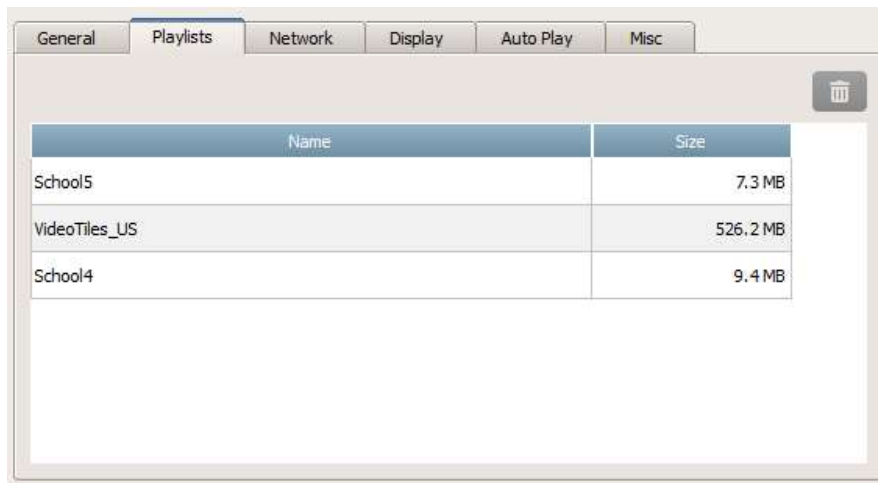 General Playlists Network Display Auto Play Misc
Name Size
School5 7.3 MB
VideoTiles_US 526.2 MB
School4 9.4 MB